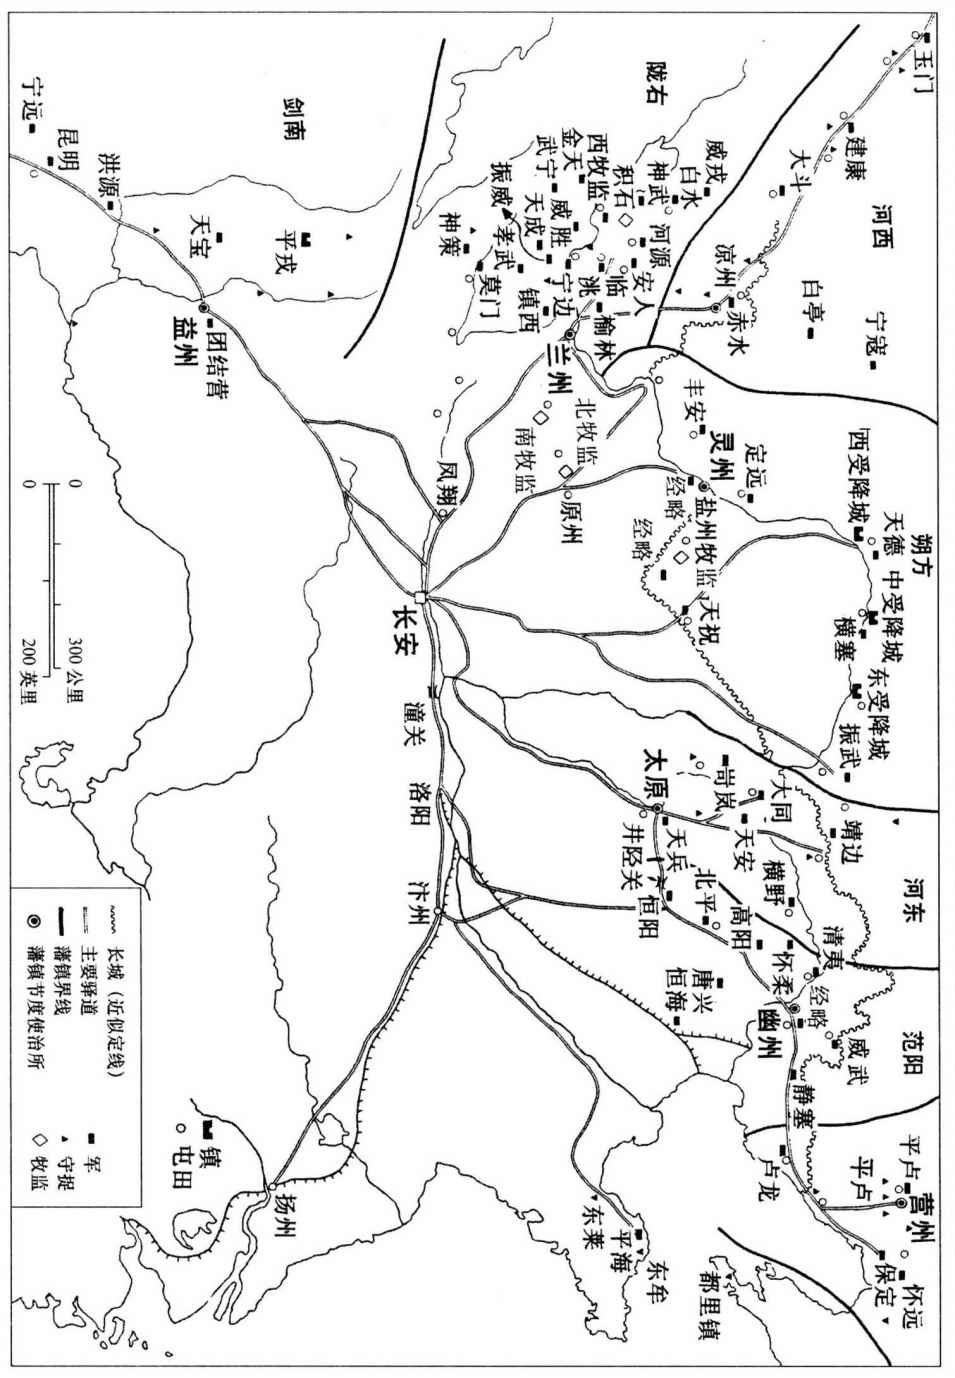 玉门
建康
大斗
河西
凉州
赤水
白亭
宁寇
陇右
威戎
白水
神武
积石
西牧监
金天
武宁
振威
天成
威胜
河源
安人
临洮
宁边
孝武
神策
莫门
镇西
榆林
兰州
剑南
宁远
昆明
洪源
天宝
平戎
益州
团结营
朔方
丰安
灵州
定远
经略
盐州牧监
经略
天祝
西受降城
天德
中受降城
横塞
东受降城
振武
北牧监
南牧监
原州
凤翔
长安
潼关
洛阳
汴州
扬州
河东
太原
岢岚
大同
天安
天兵
井陉关
靖边
横野
北平
恒阳
高阳
清夷
怀柔
唐兴
恒海
范阳
幽州
经略
威武
静塞
卢龙
平卢
平卢
营州
怀远
保定
东莱
平海
东牟
都里镇
0 300 公里
0 200 英里
长城（近似定线）
主要驿道
藩镇界线
藩镇节度使治所
军
守捉
牧监
镇
屯田